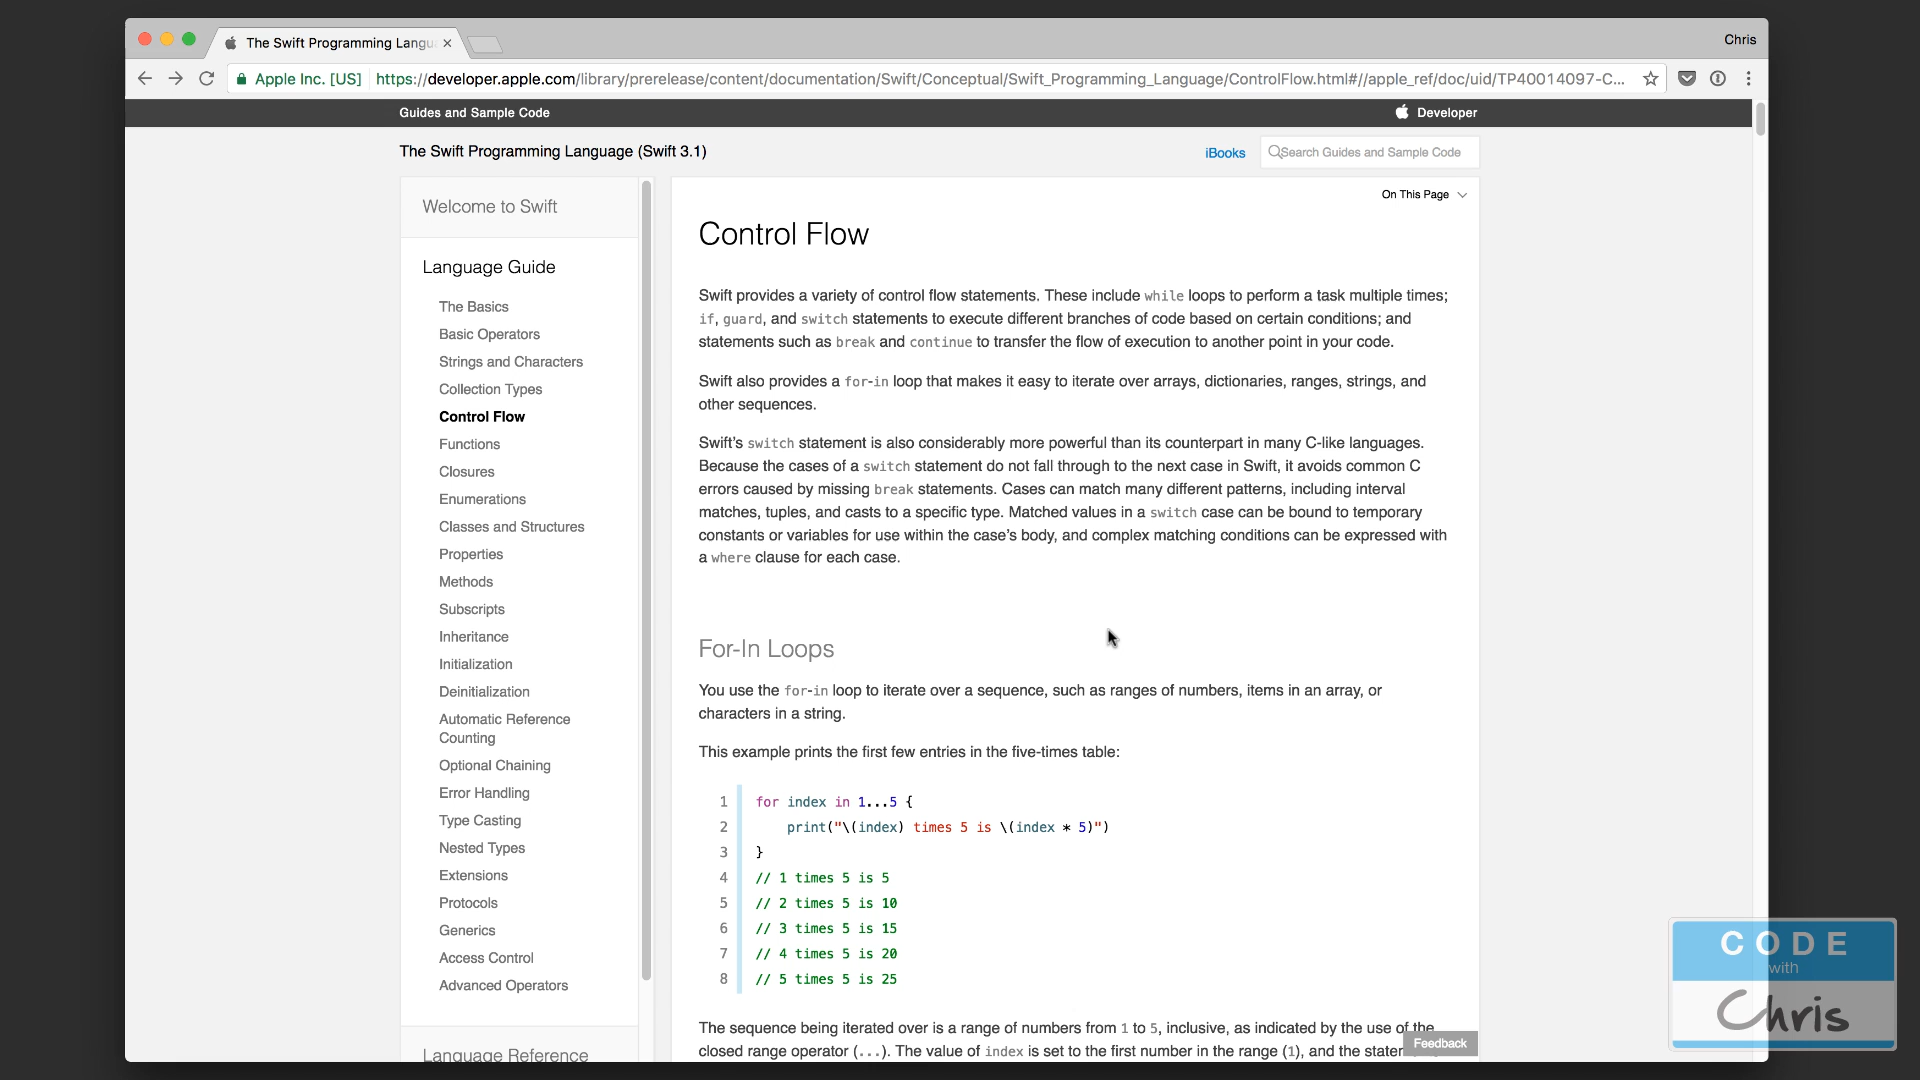 The Swift Programming Langu
Chris
Apple Inc. [US]
https://developer.apple.com/library/prerelease/content/documentation/Swift/Conceptual/Swift_Programming_Language/ControlFlow.html#//apple_ref/doc/uid/TP40014097-C...
Guides and Sample Code
Developer
The Swift Programming Language (Swift 3.1)
iBooks
Search Guides and Sample Code
Welcome to Swift
Language Guide
The Basics
Basic Operators
Strings and Characters
Collection Types
Control Flow
Functions
Closures
Enumerations
Classes and Structures
Properties
Methods
Subscripts
Inheritance
Initialization
Deinitialization
Automatic Reference
Counting
Optional Chaining
Error Handling
Type Casting
Nested Types
Extensions
Protocols
Generics
Access Control
Advanced Operators
Language Reference
On This Page
Control Flow
Swift provides a variety of control flow statements. These include while loops to perform a task multiple times;
if, guard, and switch statements to execute different branches of code based on certain conditions; and
statements such as break and continue to transfer the flow of execution to another point in your code.
Swift also provides a for-in loop that makes it easy to iterate over arrays, dictionaries, ranges, strings, and
other sequences.
Swift's switch statement is also considerably more powerful than its counterpart in many C-like languages.
Because the cases of a switch statement do not fall through to the next case in Swift, it avoids common C
errors caused by missing break statements. Cases can match many different patterns, including interval
matches, tuples, and casts to a specific type. Matched values in a switch case can be bound to temporary
constants or variables for use within the case's body, and complex matching conditions can be expressed with
a where clause for each case.
For-In Loops
You use the for-in loop to iterate over a sequence, such as ranges of numbers, items in an array, or
characters in a string.
This example prints the first few entries in the five-times table:
1 for index in 1...5 {
2 print("\(index) times 5 is \(index * 5)")
3 }
4 // 1 times 5 is 5
5 // 2 times 5 is 10
6 // 3 times 5 is 15
7 // 4 times 5 is 20
8 // 5 times 5 is 25
The sequence being iterated over is a range of numbers from 1 to 5, inclusive, as indicated by the use of the
closed range operator (...). The value of index is set to the first number in the range (1), and the
Feedback
CODE
with
Chris